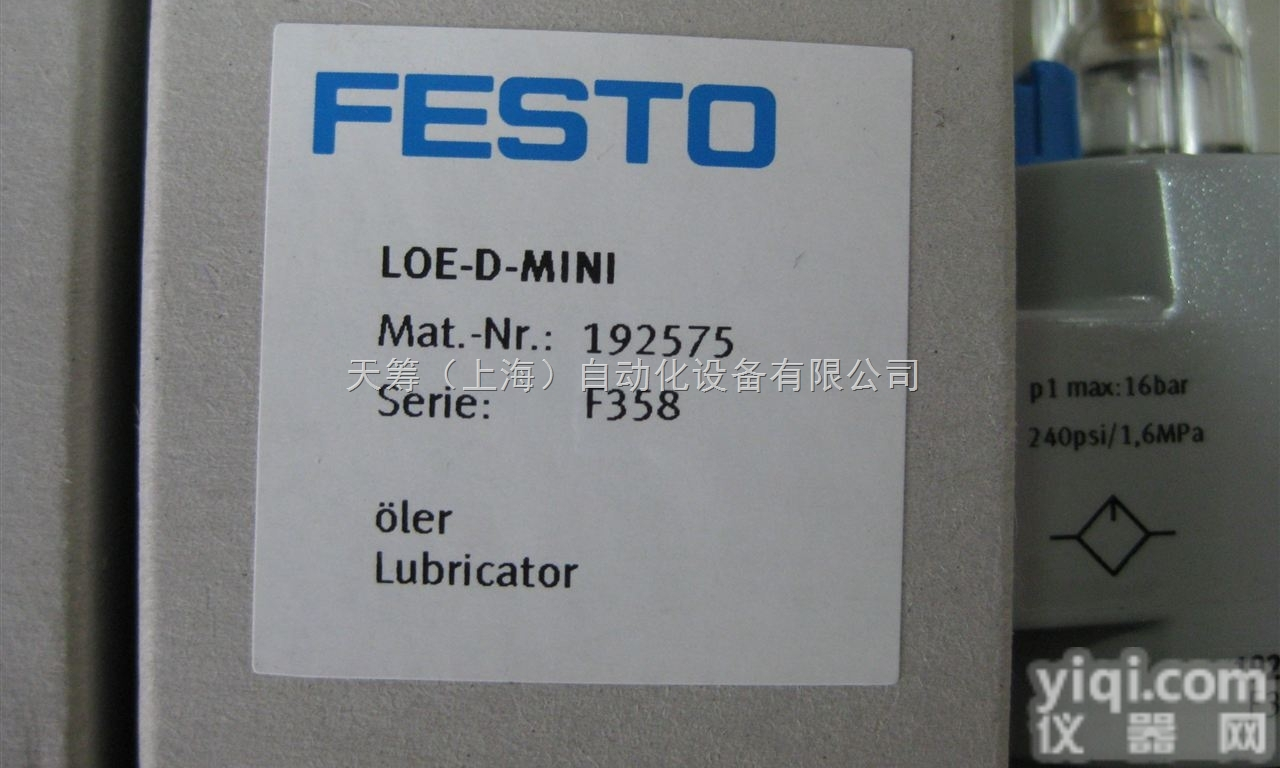 FESTO
LOE-D-MINI
Mat.-Nr.: 192575
天筹（上海）自动化设备有限公司
Serie: F358
öler
Lubricator
p1 max:16bar
240psi/1,6MPa
yiqi.com
仪器网